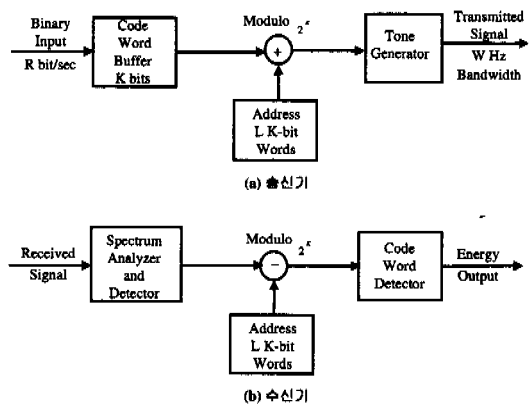 Binary
Input
R bit/sec
Code
Word
Buffer
K bits
Modulo 2^K
+
Tone
Generator
Transmitted
Signal
W Hz
Bandwidth
Address
L K-bit
Words
(a) 송신기
Received
Signal
Spectrum
Analyzer
and
Detector
Modulo 2^K
−
Code
Word
Detector
Energy
Output
Address
L K-bit
Words
(b) 수신기